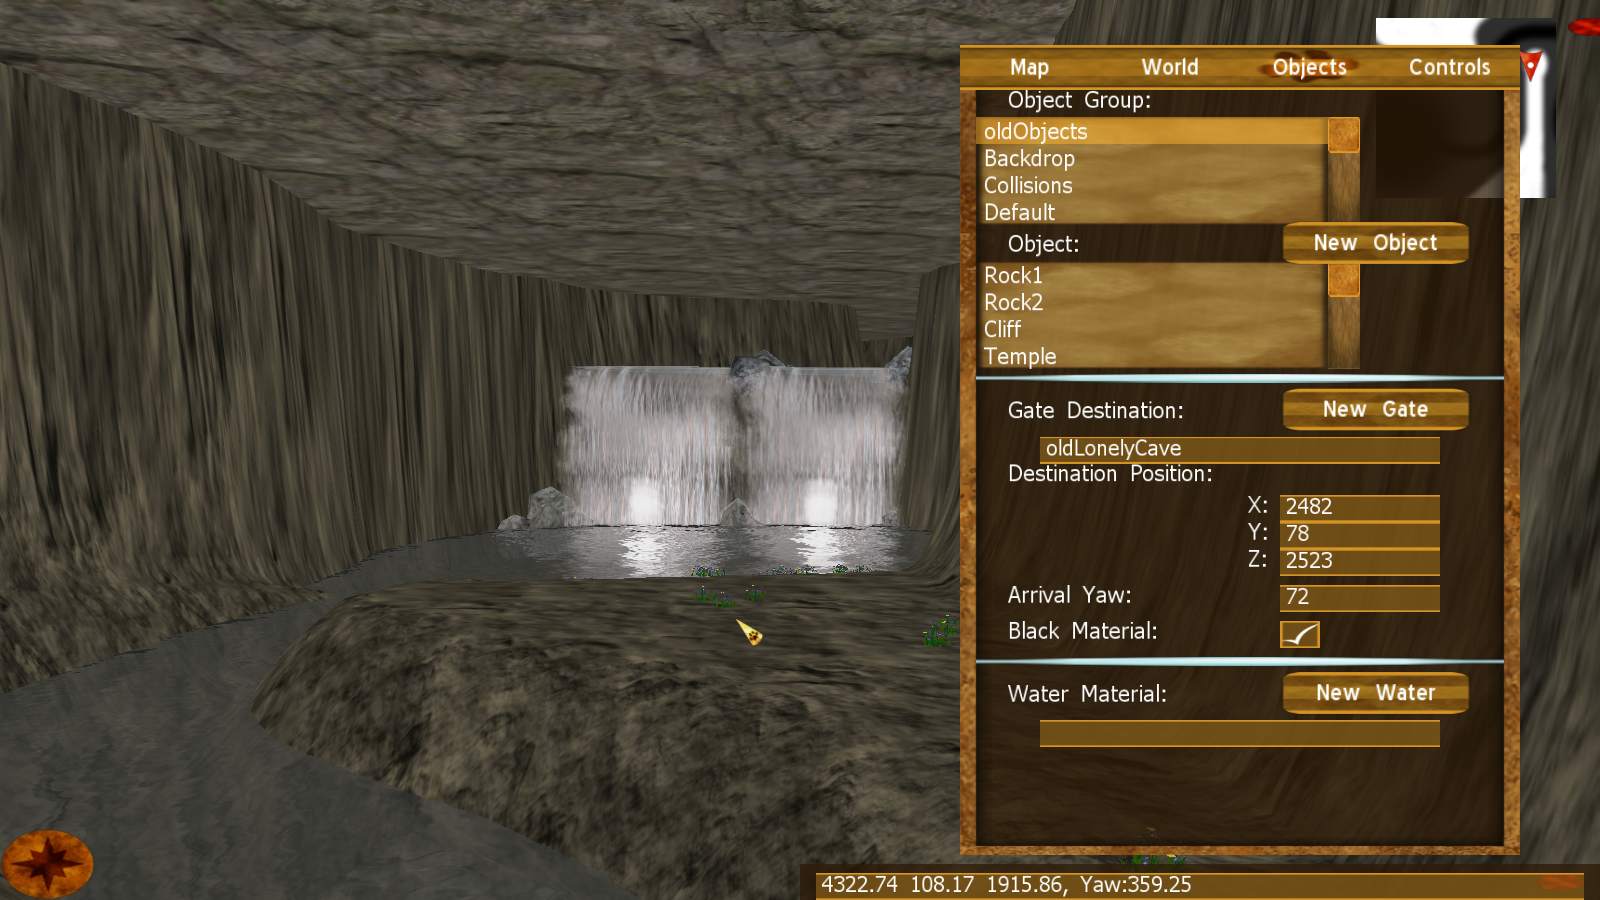 Map World Objects Controls
Object Group:
oldObjects
Backdrop
Collisions
Default
Object: New Object
Rock1
Rock2
Cliff
Temple
Gate Destination: New Gate
oldLonelyCave
Destination Position:
X: 2482
Y: 78
Z: 2523
Arrival Yaw: 72
Black Material:
Water Material: New Water
4322.74 108.17 1915.86, Yaw:359.25